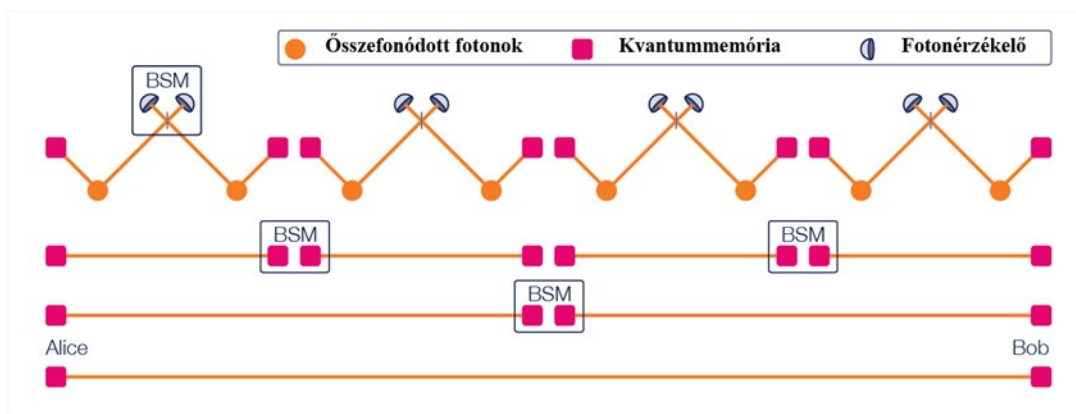 Összefonódott fotonok Kvantummemória Fotonérzékelő
BSM
BSM BSM
BSM
Alice Bob